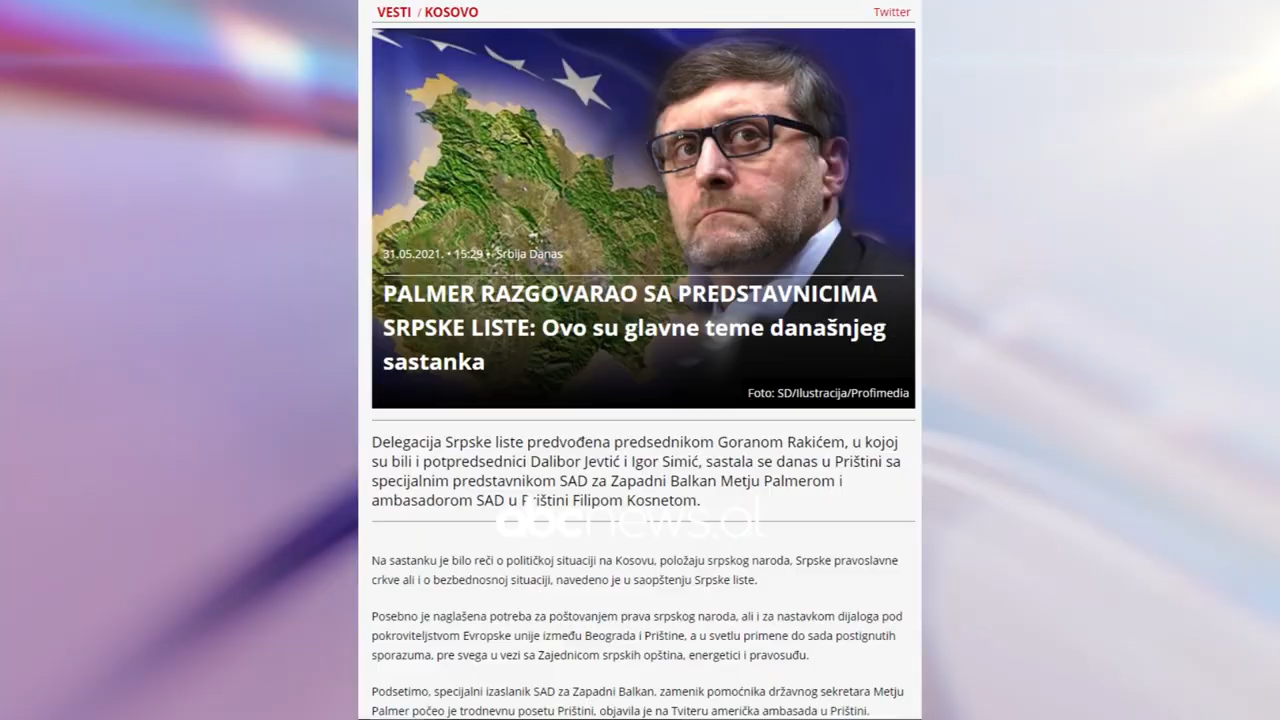 VESTI / KOSOVO
Twitter
31.05.2021. • 15:29 • Srbija Danas
PALMER RAZGOVARAO SA PREDSTAVNICIMA
SRPSKE LISTE: Ovo su glavne teme današnjeg
sastanka
Foto: SD/Ilustracija/Profimedia
Delegacija Srpske liste predvođena predsednikom Goranom Rakićem, u kojoj
su bili i potpredsednici Dalibor Jevtić i Igor Simić, sastala se danas u Prištini sa
specijalnim predstavnikom SAD za Zapadni Balkan Metju Palmerom i
ambasadorom SAD u Prištini Filipom Kosnetom.
abcnews.al
Na sastanku je bilo reči o političkoj situaciji na Kosovu, položaju srpskog naroda, Srpske pravoslavne
crkve ali i o bezbednosnoj situaciji, navedeno je u saopštenju Srpske liste.
Posebno je naglašena potreba za poštovanjem prava srpskog naroda, ali i za nastavkom dijaloga pod
pokroviteljstvom Evropske unije između Beograda i Prištine, a u svetlu primene do sada postignutih
sporazuma, pre svega u vezi sa Zajednicom srpskih opština, energetici i pravosuđu.
Podsetimo, specijalni izaslanik SAD za Zapadni Balkan, zamenik pomoćnika državnog sekretara Metju
Palmer počeo je trodnevnu posetu Prištini, objavila je na Tviteru američka ambasada u Prištini.